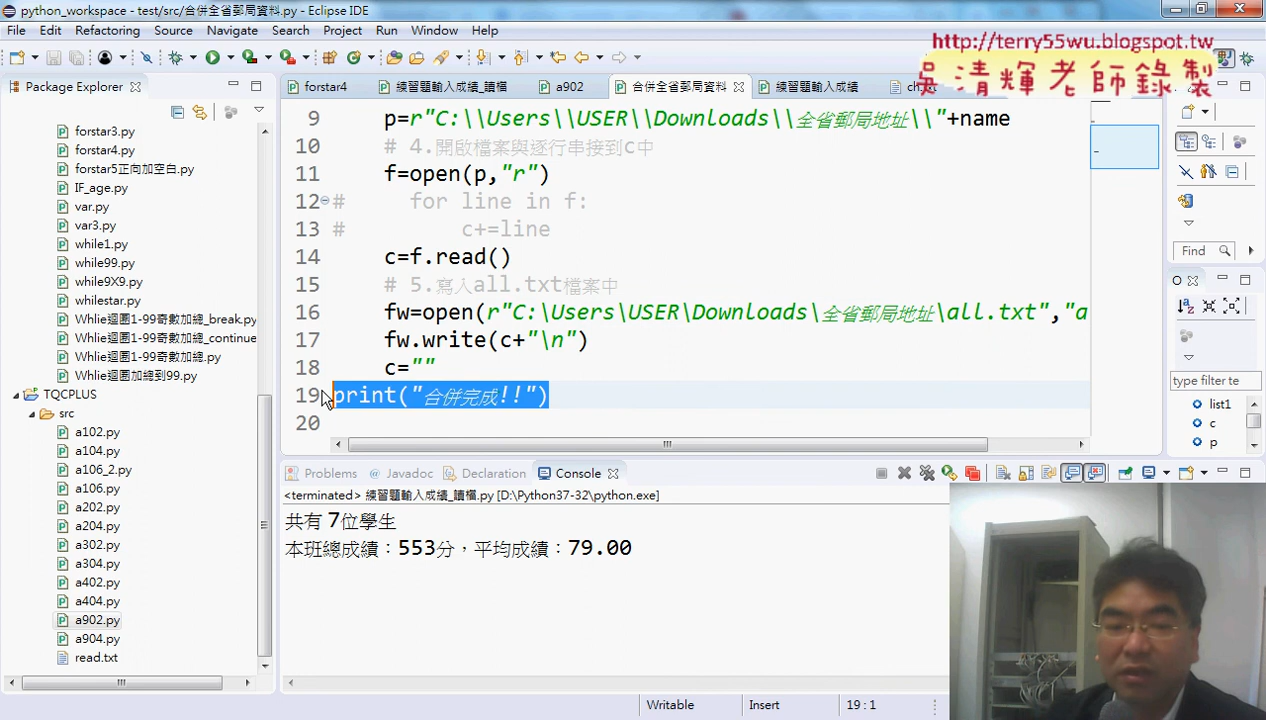 python_workspace - test/src/合併全省郵局資料.py - Eclipse IDE
File Edit Refactoring Source Navigate Search Project Run Window Help
http://terry55wu.blogspot.tw
吳清輝老師錄製
Package Explorer
forstar4 練習題輸入成績_讀檔 a902 合併全省郵局資料 練習題輸入成績
forstar3.py
forstar4.py
forstar5正向加空白.py
IF_age.py
var.py
var3.py
while1.py
while99.py
while9X9.py
whilestar.py
Whlie迴圈1-99奇數加總_break.py
Whlie迴圈1-99奇數加總_continue
Whlie迴圈1-99奇數加總.py
Whlie迴圈加總到99.py
TQCPLUS
src
a102.py
a104.py
a106_2.py
a106.py
a202.py
a204.py
a302.py
a304.py
a402.py
a404.py
a902.py
a904.py
read.txt
9 p=r"C:\\Users\\USER\\Downloads\\全省郵局地址\\"+name
10 # 4.開啟檔案與逐行串接到c中
11 f=open(p,"r")
12 # for line in f:
13 # c+=line
14 c=f.read()
15 # 5.寫入all.txt檔案中
16 fw=open(r"C:\Users\USER\Downloads\全省郵局地址\all.txt","a
17 fw.write(c+"\n")
18 c=""
19 print("合併完成!!")
20
Find
type filter te
list1
c
p
Problems Javadoc Declaration Console
<terminated> 練習題輸入成績_讀檔.py [D:\Python37-32\python.exe]
共有 7位學生
本班總成績：553分，平均成績：79.00
Writable Insert 19 : 1